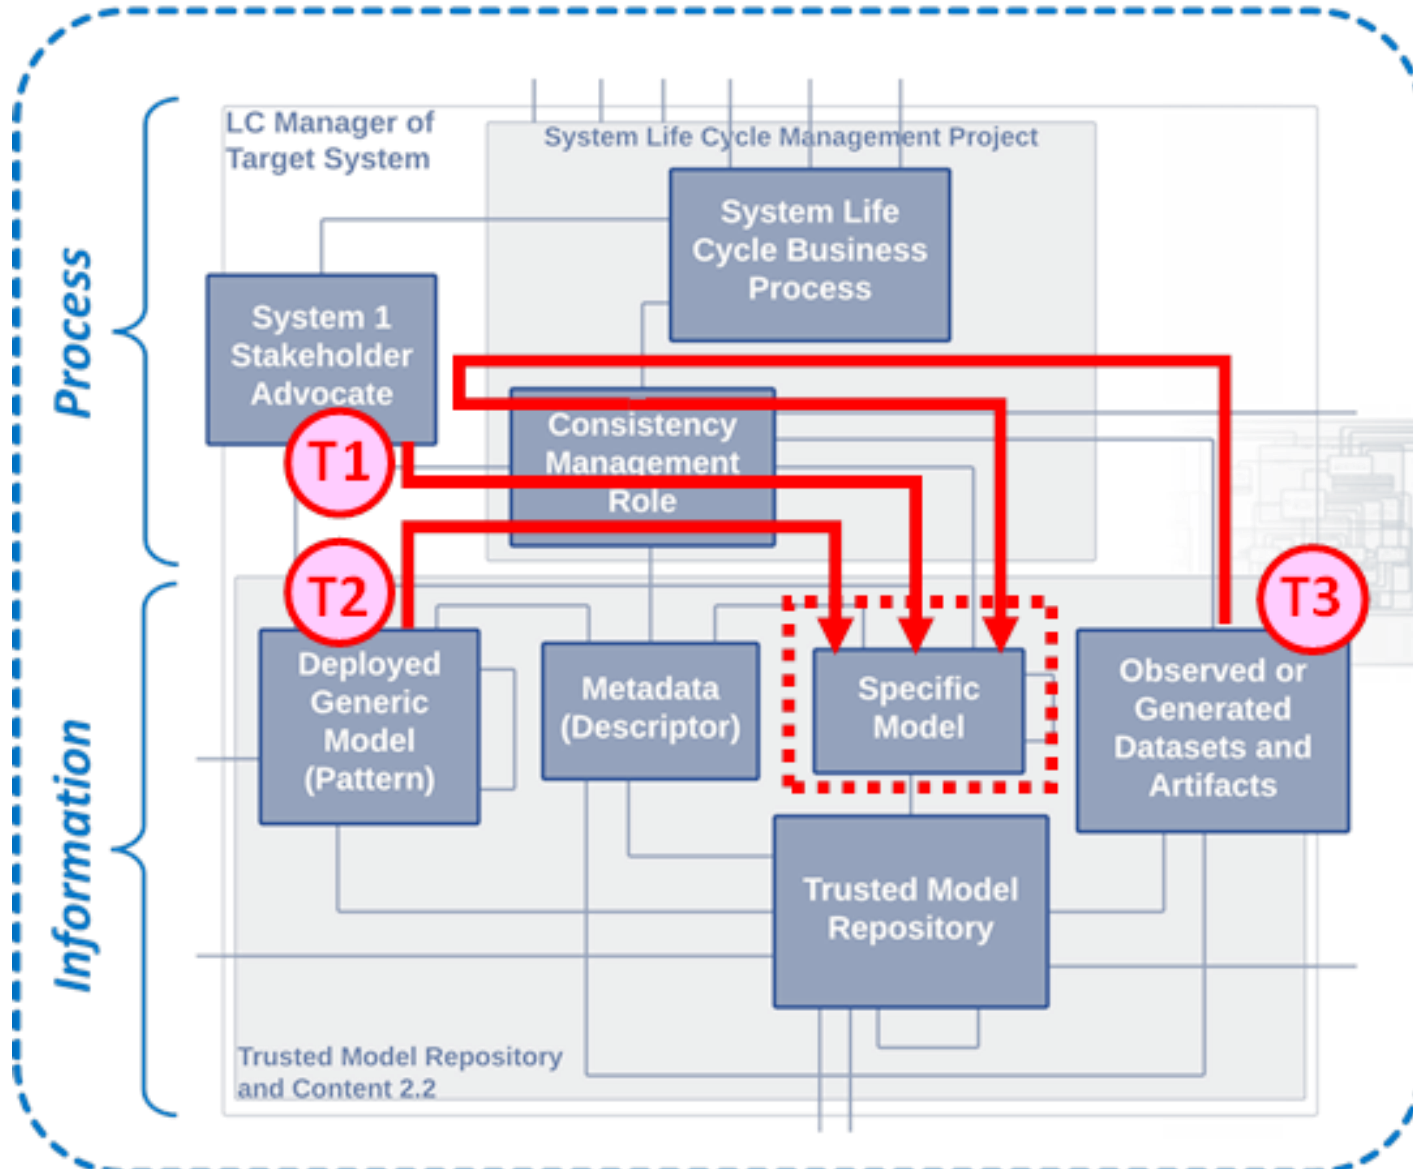 LC Manager of
Target System
System Life Cycle Management Project
System Life
Cycle Business
Process
Process
System 1
Stakeholder
Advocate
Consistency
Management
Role
T1
T2
T3
Deployed
Generic
Model
(Pattern)
Metadata
(Descriptor)
Specific
Model
Observed or
Generated
Datasets and
Artifacts
Information
Trusted Model
Repository
Trusted Model Repository
and Content 2.2